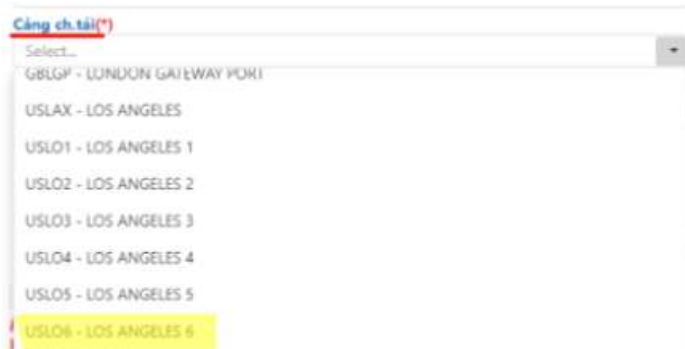 Cảng ch.tải(*)
Select...
GBLGP - LONDON GATEWAY PORT
USLAX - LOS ANGELES
USLO1 - LOS ANGELES 1
USLO2 - LOS ANGELES 2
USLO3 - LOS ANGELES 3
USLO4 - LOS ANGELES 4
USLO5 - LOS ANGELES 5
USLO6 - LOS ANGELES 6